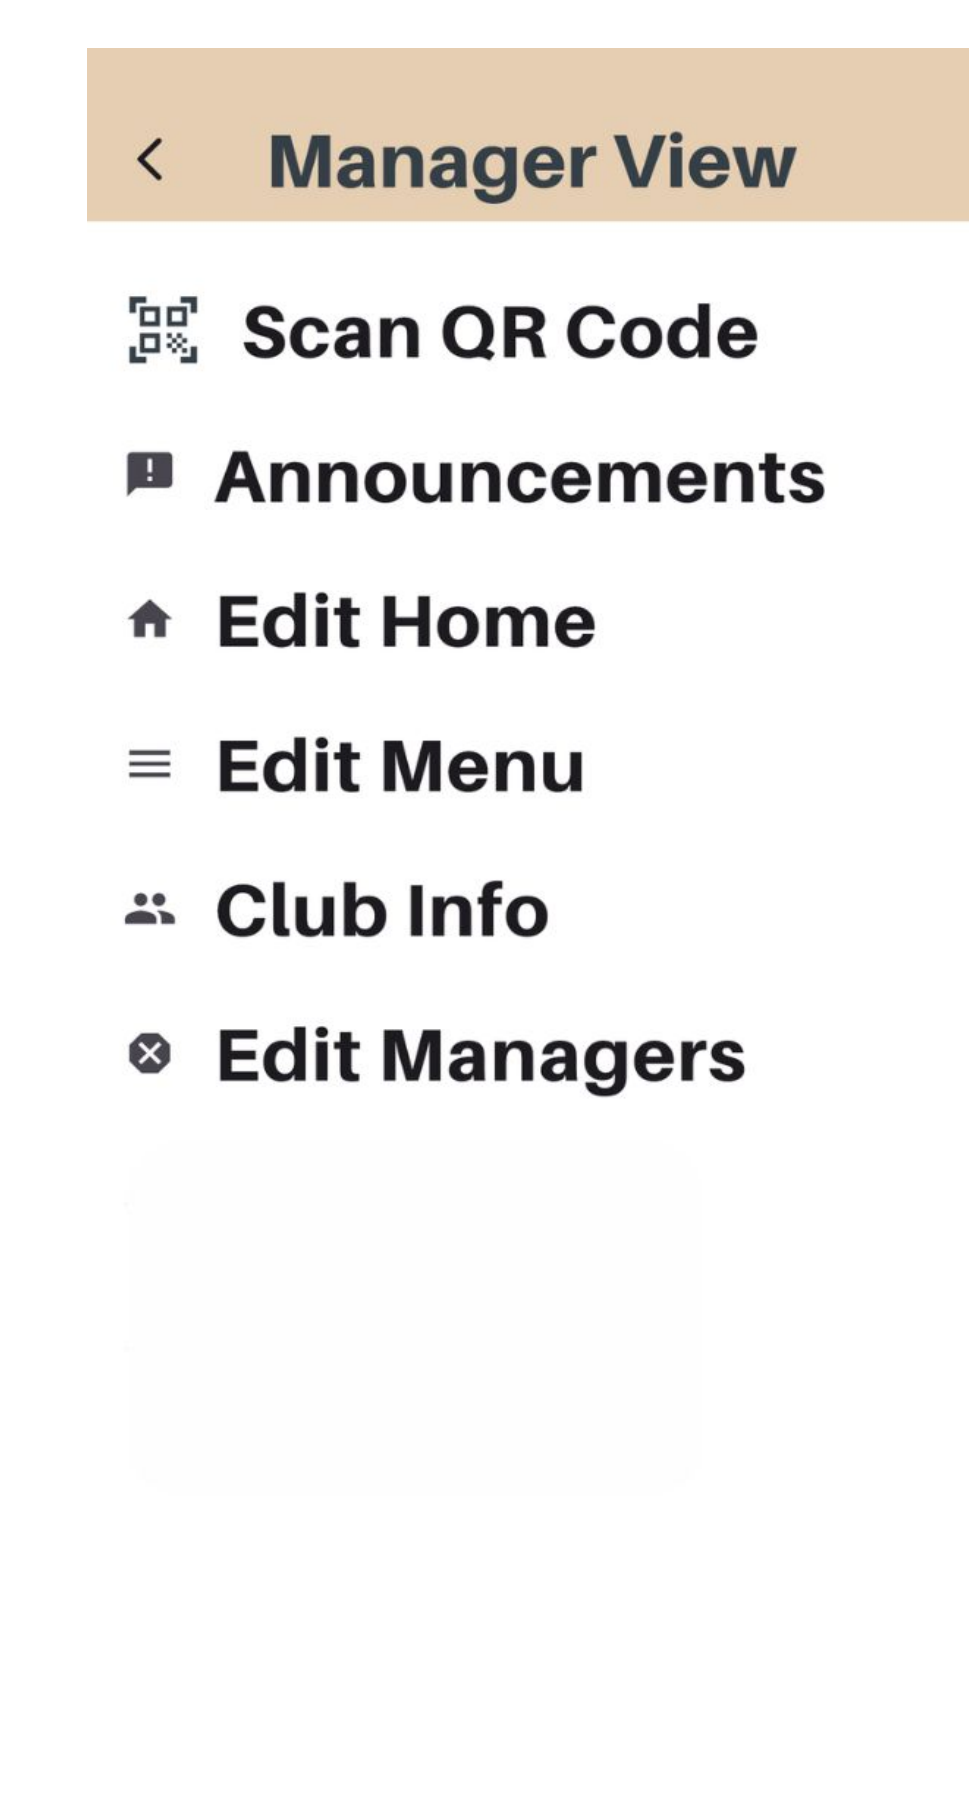 Manager View
Scan QR Code
Announcements
Edit Home
Edit Menu
Club Info
Edit Managers